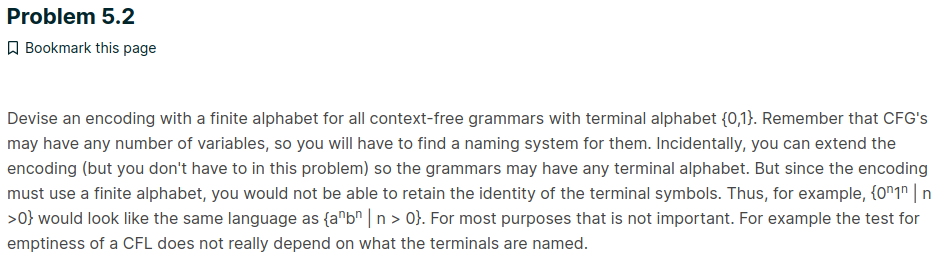 Problem 5.2
Bookmark this page
Devise an encoding with a finite alphabet for all context-free grammars with terminal alphabet {0,1}. Remember that CFG's
may have any number of variables, so you will have to find a naming system for them. Incidentally, you can extend the
encoding (but you don't have to in this problem) so the grammars may have any terminal alphabet. But since the encoding
must use a finite alphabet, you would not be able to retain the identity of the terminal symbols. Thus, for example, {0ⁿ1ⁿ | n
>0} would look like the same language as {aⁿbⁿ | n > 0}. For most purposes that is not important. For example the test for
emptiness of a CFL does not really depend on what the terminals are named.